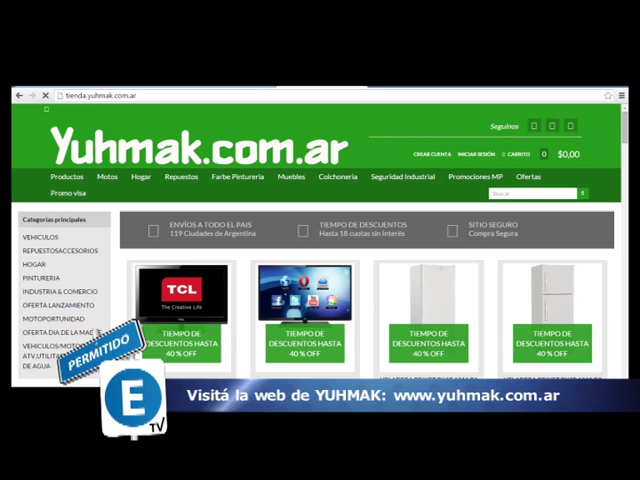 tienda.yuhmak.com.ar
Yuhmak.com.ar
Seguinos
CREAR CUENTA INICIAR SESIÓN CARRITO 0 $0,00
Productos Motos Hogar Repuestos Farbe Pintureria Muebles Colchoneria Seguridad Industrial Promociones MP Ofertas
Promo visa
Buscar
Categorías principales
VEHICULOS
REPUESTOSACCESORIOS
HOGAR
PINTURERIA
INDUSTRIA & COMERCIO
OFERTA LANZAMIENTO
MOTOPORTUNIDAD
OFERTA DIA DE LA
VEHICULOS/MOTO
ATV,UTILITA
DE AGUA
ENVÍOS A TODO EL PAIS
119 Ciudades de Argentina
TIEMPO DE DESCUENTOS
Hasta 18 cuotas sin Interés
SITIO SEGURO
Compra Segura
TCL
The Creative Life
TIEMPO DE
DESCUENTOS HASTA
40 % OFF
TIEMPO DE
DESCUENTOS HASTA
40 % OFF
TIEMPO DE
DESCUENTOS HASTA
40 % OFF
TIEMPO DE
DESCUENTOS HASTA
40 % OFF
PERMITIDO
E
TV
Visitá la web de YUHMAK: www.yuhmak.com.ar